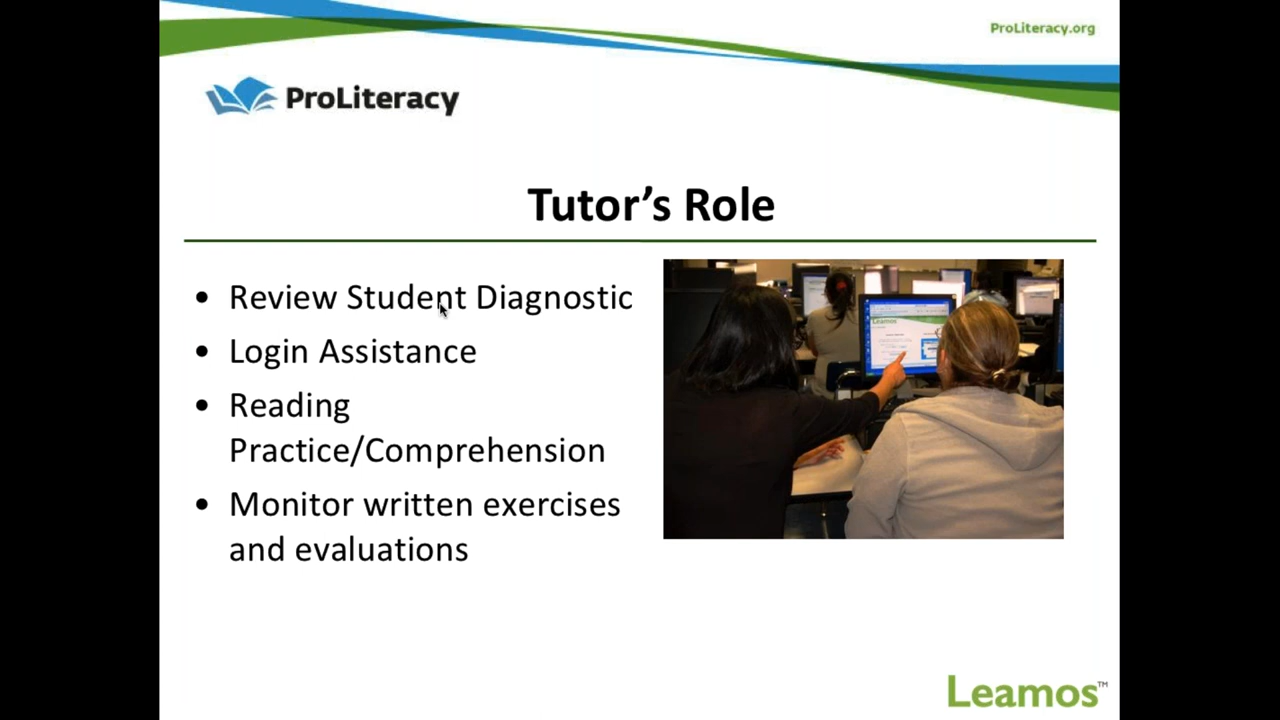 ProLiteracy.org
ProLiteracy
Tutor’s Role
• Review Student Diagnostic
• Login Assistance
• Reading
Practice/Comprehension
• Monitor written exercises
and evaluations
Leamos
Leamos™